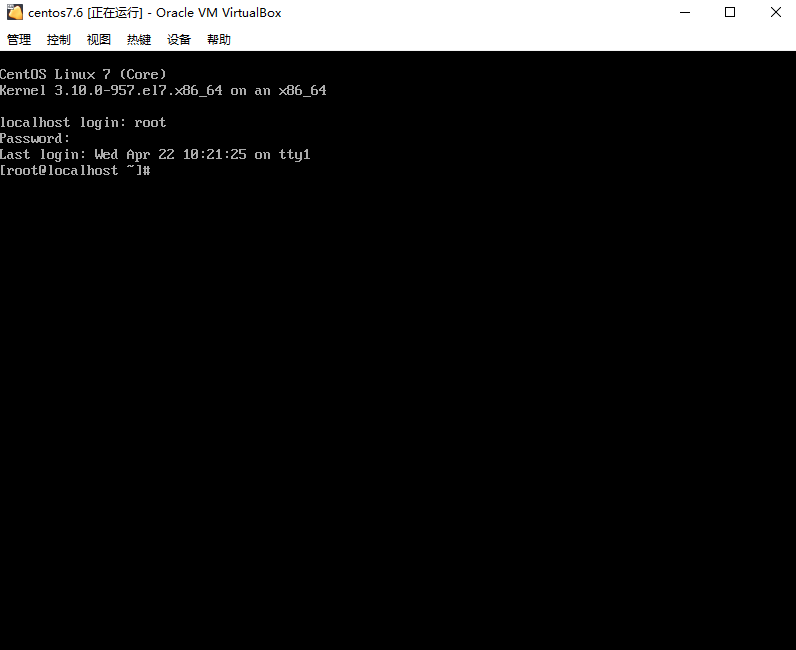 centos7.6 [正在运行] - Oracle VM VirtualBox
管理 控制 视图 热键 设备 帮助
CentOS Linux 7 (Core)
Kernel 3.10.0-957.el7.x86_64 on an x86_64
localhost login: root
Password:
Last login: Wed Apr 22 10:21:25 on tty1
[root@localhost ~]#